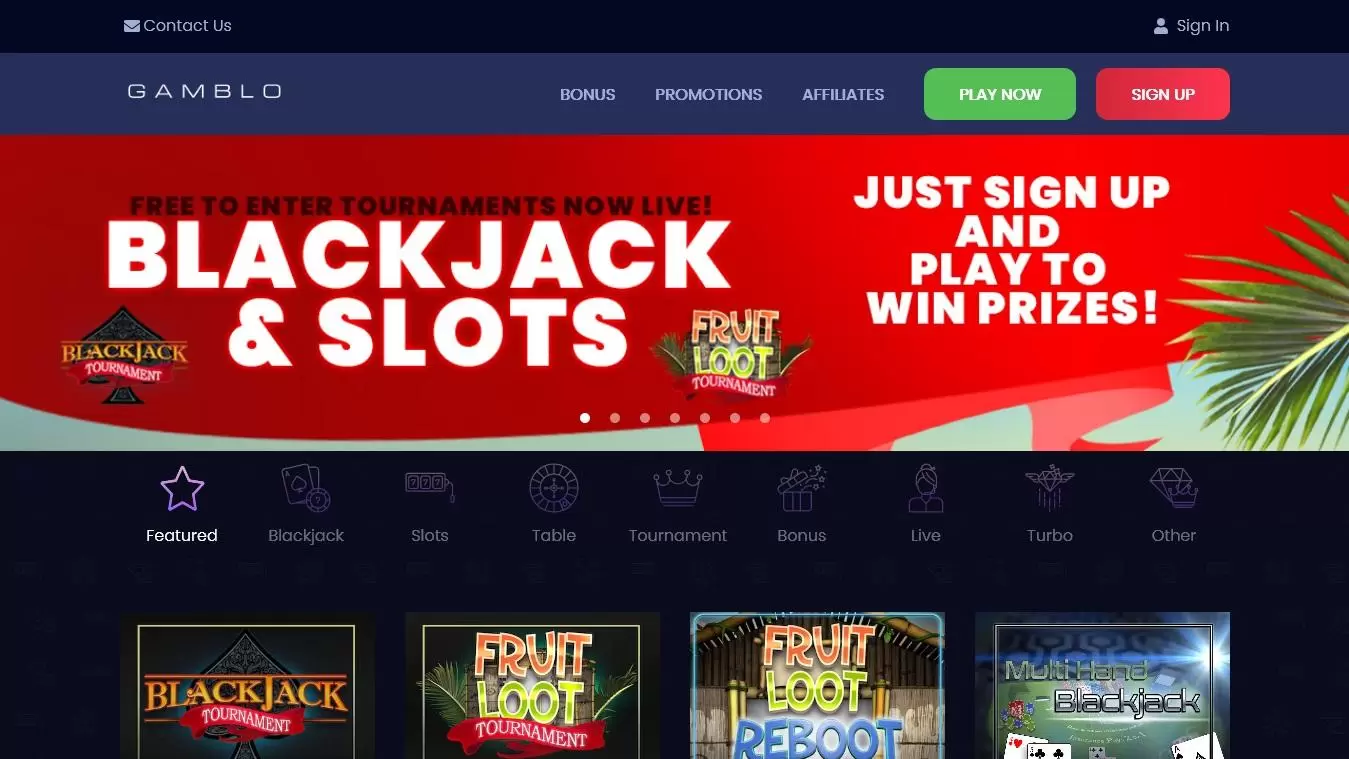 Contact Us
Sign In
GAMBLO
BONUS
PROMOTIONS
AFFILIATES
PLAY NOW
SIGN UP
FREE TO ENTER TOURNAMENTS NOW LIVE!
BLACKJACK
& SLOTS
BLACKJACK
TOURNAMENT
FRUIT
LOOT
TOURNAMENT
JUST SIGN UP
AND
PLAY TO
WIN PRIZES!
Featured
Blackjack
Slots
Table
Tournament
Bonus
Live
Turbo
Other
BLACKJACK
TOURNAMENT
FRUIT
LOOT
TOURNAMENT
FRUIT
LOOT
REBOOT
Multi Hand
Blackjack